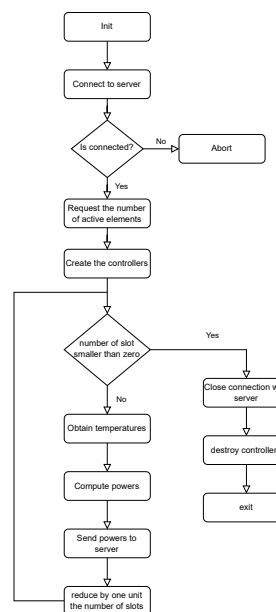 Init
Connect to server
Is connected?
No
Abort
Yes
Request the number
of active elements
Create the controllers
number of slot
smaller than zero
Yes
No
Close connection w
server
Obtain temperatures
destroy controller
Compute powers
exit
Send powers to
server
reduce by one unit
the number of slots